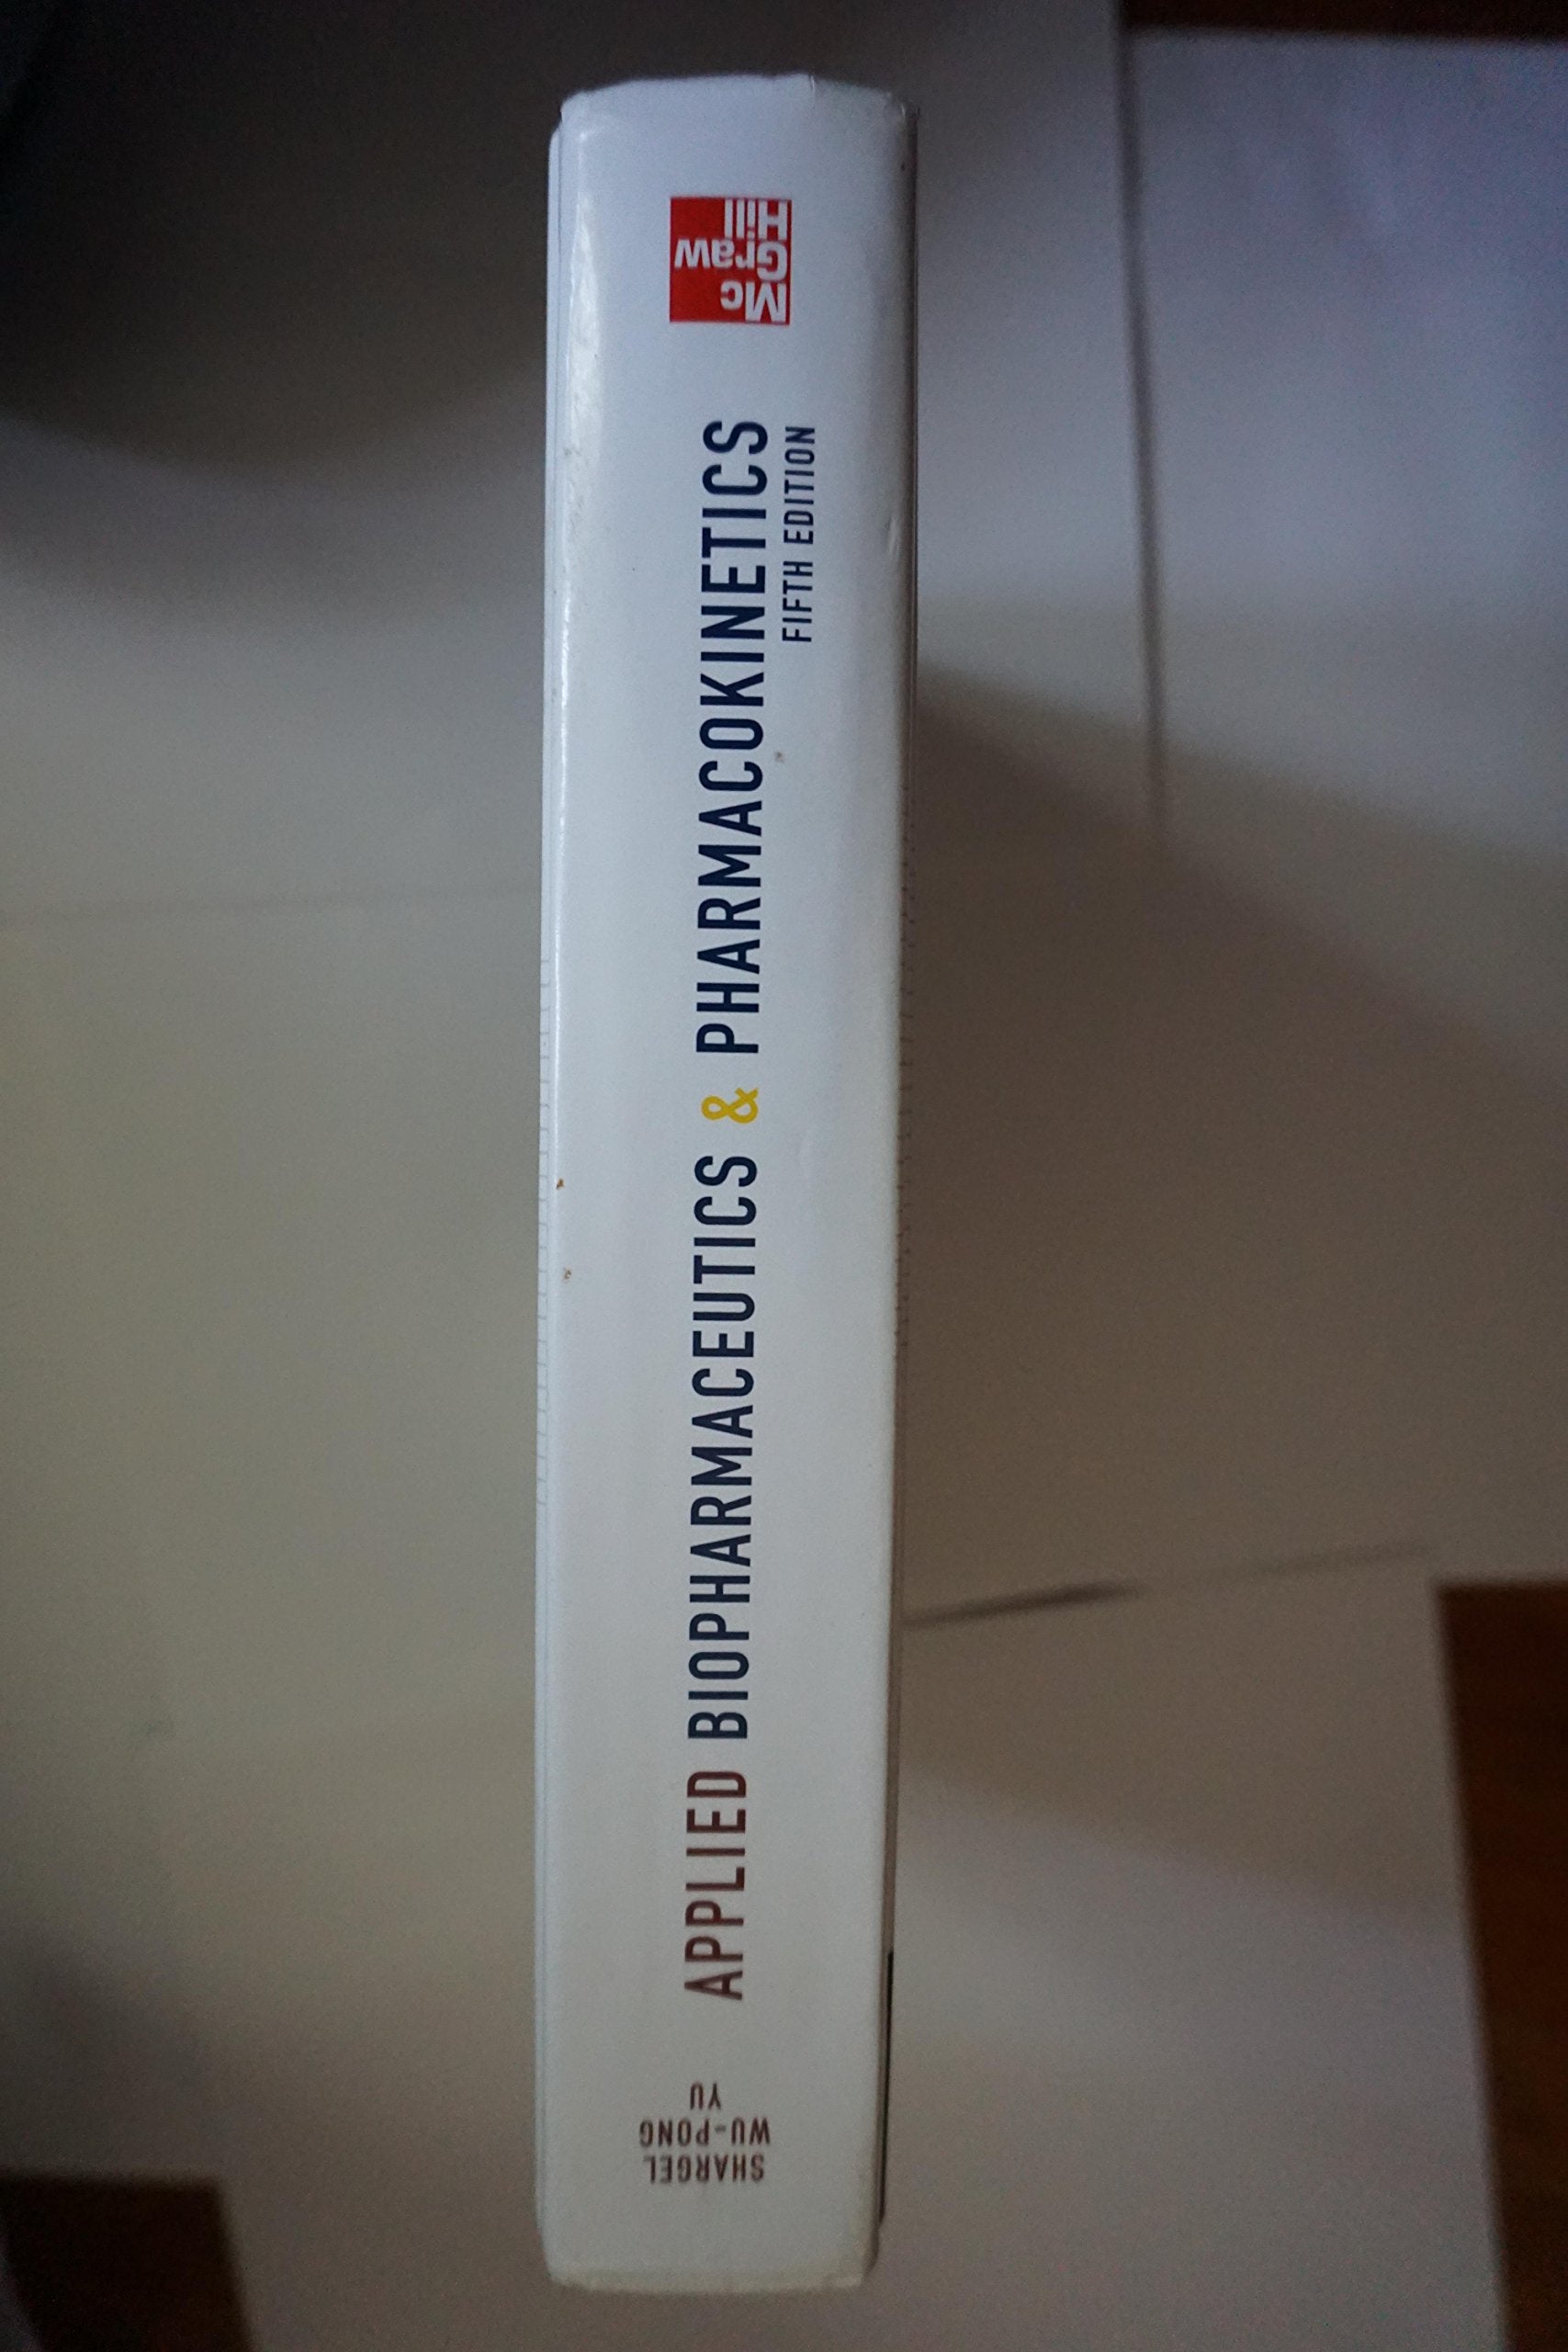 SHARGEL
WU-PONG
YU
APPLIED BIOPHARMACEUTICS & PHARMACOKINETICS
FIFTH EDITION
Mc
Graw
Hill